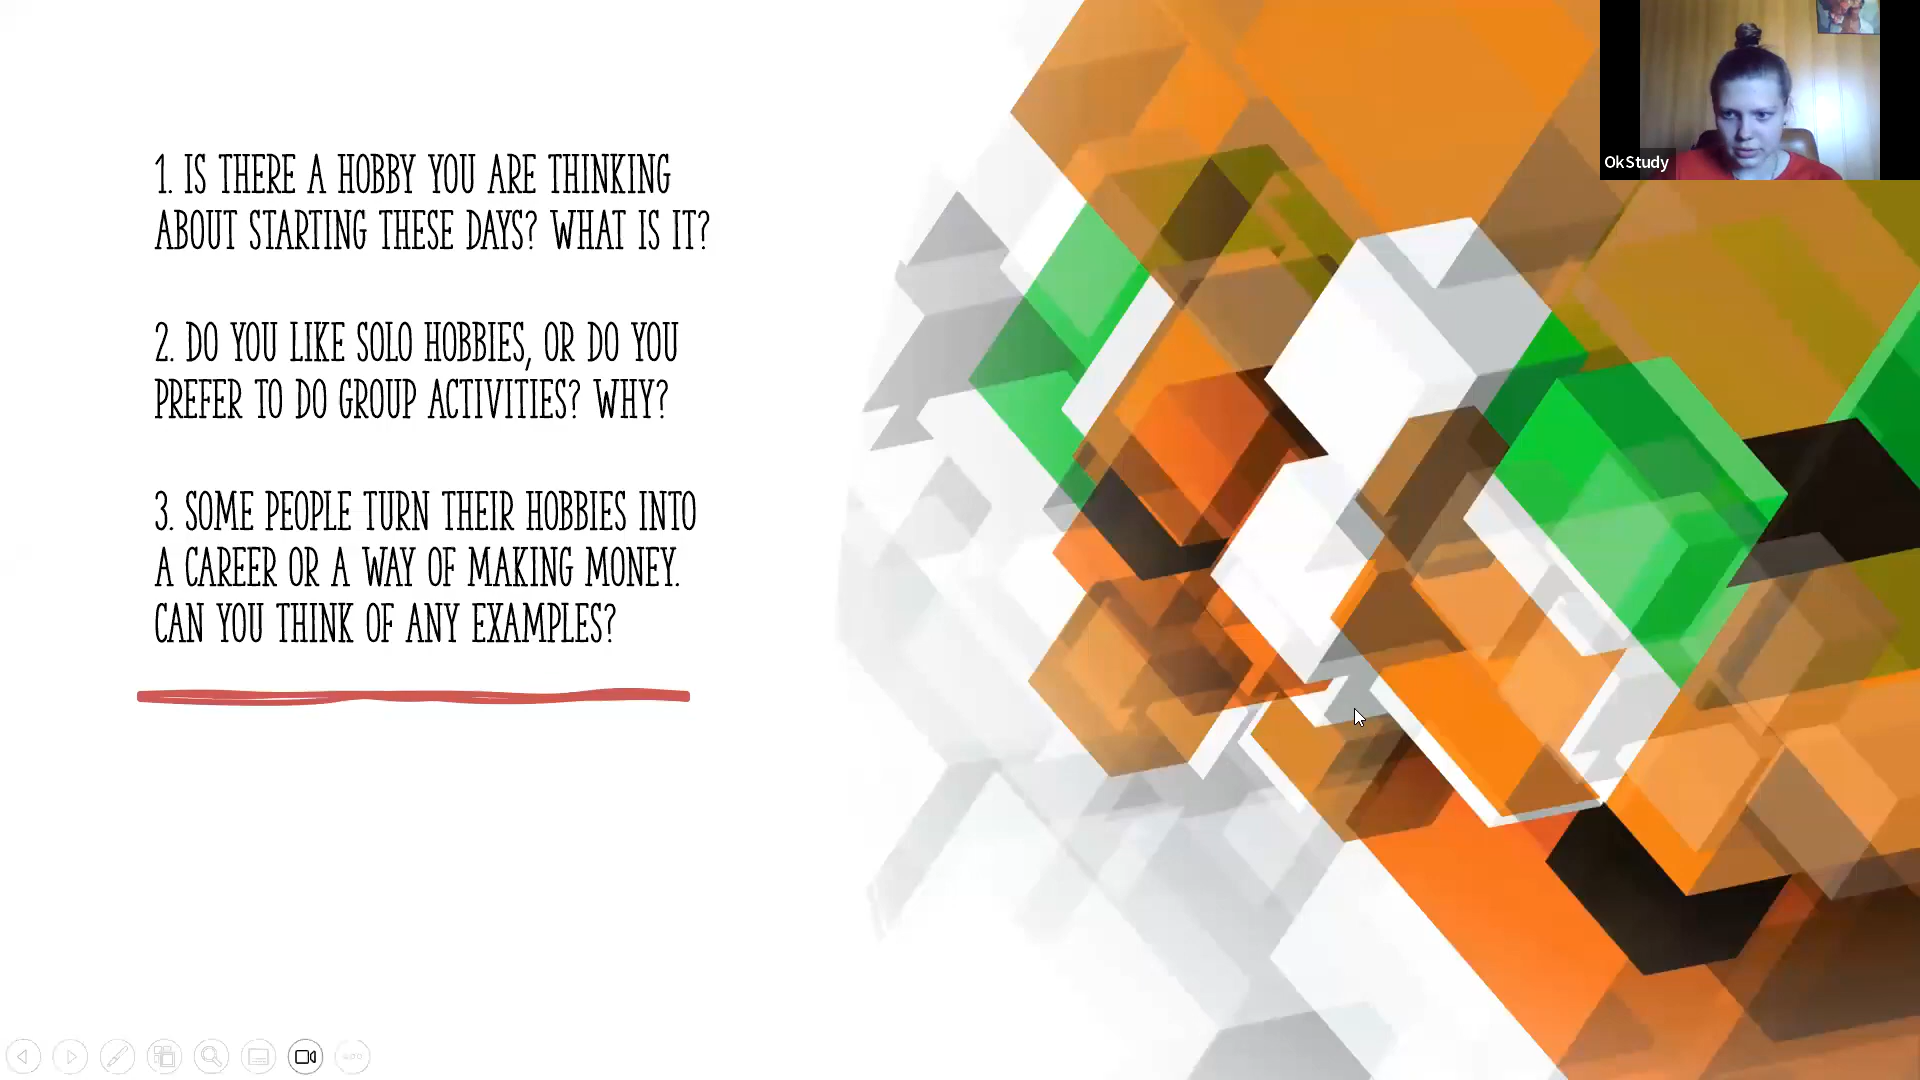 1. IS THERE A HOBBY YOU ARE THINKING
ABOUT STARTING THESE DAYS? WHAT IS IT?
2. DO YOU LIKE SOLO HOBBIES, OR DO YOU
PREFER TO DO GROUP ACTIVITIES? WHY?
3. SOME PEOPLE TURN THEIR HOBBIES INTO
A CAREER OR A WAY OF MAKING MONEY.
CAN YOU THINK OF ANY EXAMPLES?
OkStudy